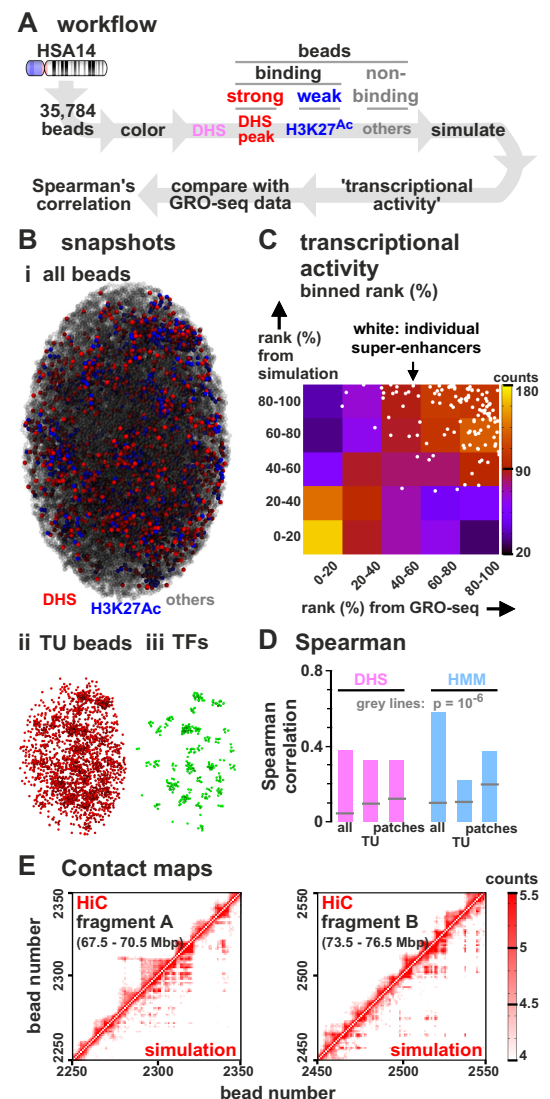 A workflow
HSA14
beads
binding
non-
binding
strong
weak
35,784
beads
color
DHS
DHS
peak
H3K27Ac
others
simulate
Spearman's
correlation
compare with
GRO-seq data
'transcriptional
activity'
B snapshots
i all beads
DHS
H3K27Ac
others
ii TU beads
iii TFs
C transcriptional
activity
binned rank (%)
rank (%)
from
simulation
white: individual
super-enhancers
counts
180
90
20
80-100
60-80
40-60
20-40
0-20
0-20
20-40
40-60
60-80
80-100
rank (%) from GRO-seq
D Spearman
Spearman
correlation
0.8
0.4
0
DHS
HMM
grey lines: p = 10-6
all
TU
patches
all
TU
patches
E Contact maps
bead number
2350
2300
2250
HiC
fragment A
(67.5 - 70.5 Mbp)
simulation
2250
2300
2350
2550
2500
2450
HiC
fragment B
(73.5 - 76.5 Mbp)
simulation
2450
2500
2550
bead number
counts
5.5
5
4.5
4